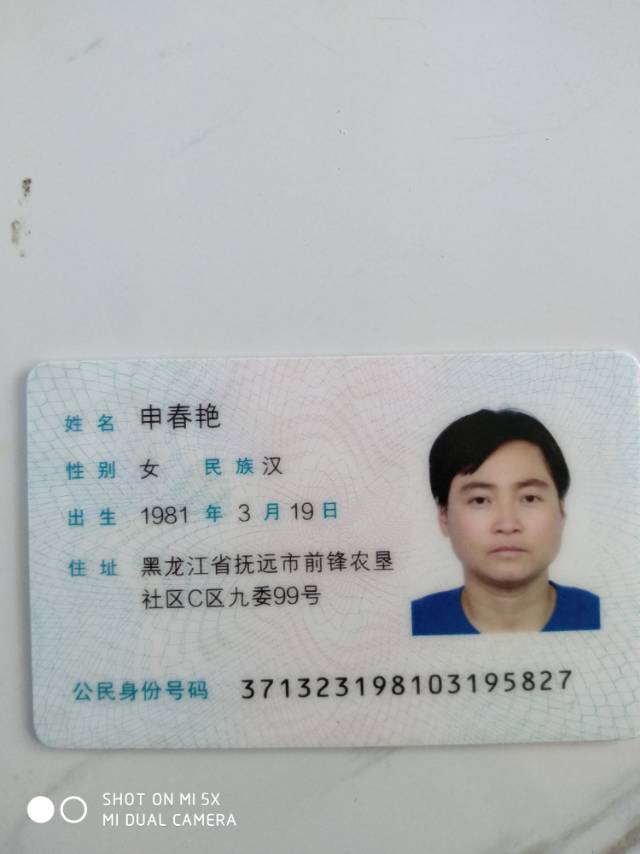 姓名 申春艳
性别 女 民族 汉
出生 1981 年 3 月 19 日
住址 黑龙江省抚远市前锋农垦
社区C区九委99号
公民身份号码 371323198103195827
SHOT ON MI 5X
MI DUAL CAMERA